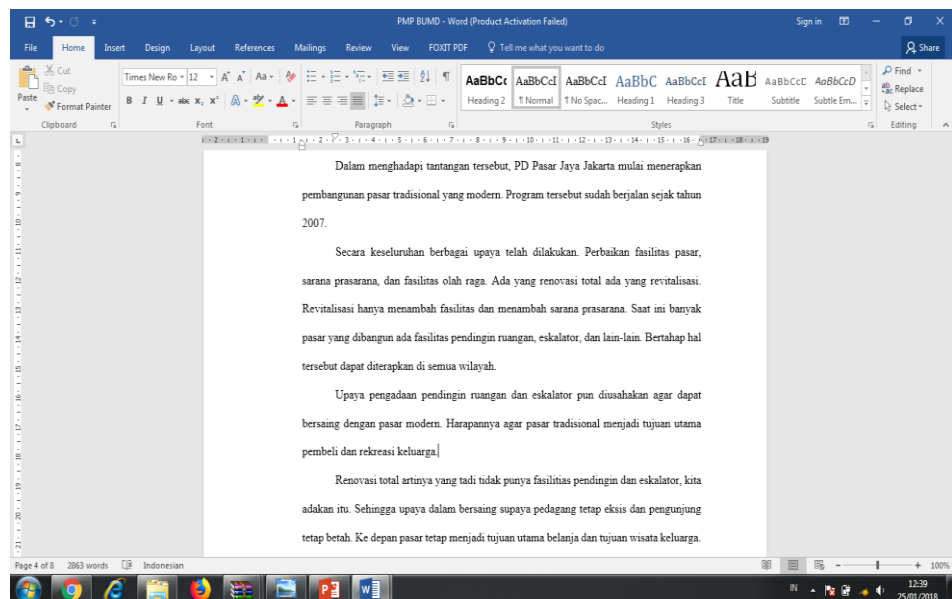 PMP BUMD - Word (Product Activation Failed)
Sign in
File Home Insert Design Layout References Mailings Review View FOXIT PDF Tell me what you want to do
Share
Cut
Copy
Format Painter
Paste
Clipboard
Times New Ro 12
Font
Paragraph
AaBbCc AaBbCcI AaBbCcI AaBbC AaBbCcI AaB AaBbCcC AaBbCcD
Heading 2 ¶ Normal ¶ No Spac... Heading 1 Heading 3 Title Subtitle Subtle Em...
Styles
Find
Replace
Select
Editing
Dalam menghadapi tantangan tersebut, PD Pasar Jaya Jakarta mulai menerapkan
pembangunan pasar tradisional yang modern. Program tersebut sudah berjalan sejak tahun
2007.
Secara keseluruhan berbagai upaya telah dilakukan. Perbaikan fasilitas pasar,
sarana prasarana, dan fasilitas olah raga. Ada yang renovasi total ada yang revitalisasi.
Revitalisasi hanya menambah fasilitas dan menambah sarana prasarana. Saat ini banyak
pasar yang dibangun ada fasilitas pendingin ruangan, eskalator, dan lain-lain. Bertahap hal
tersebut dapat diterapkan di semua wilayah.
Upaya pengadaan pendingin ruangan dan eskalator pun diusahakan agar dapat
bersaing dengan pasar modern. Harapannya agar pasar tradisional menjadi tujuan utama
pembeli dan rekreasi keluarga.
Renovasi total artinya yang tadi tidak punya fasilitias pendingin dan eskalator, kita
adakan itu. Sehingga upaya dalam bersaing supaya pedagang tetap eksis dan pengunjung
tetap betah. Ke depan pasar tetap menjadi tujuan utama belanja dan tujuan wisata keluarga.
Page 4 of 8 2863 words Indonesian
100%
IN
12:39
25/01/2018